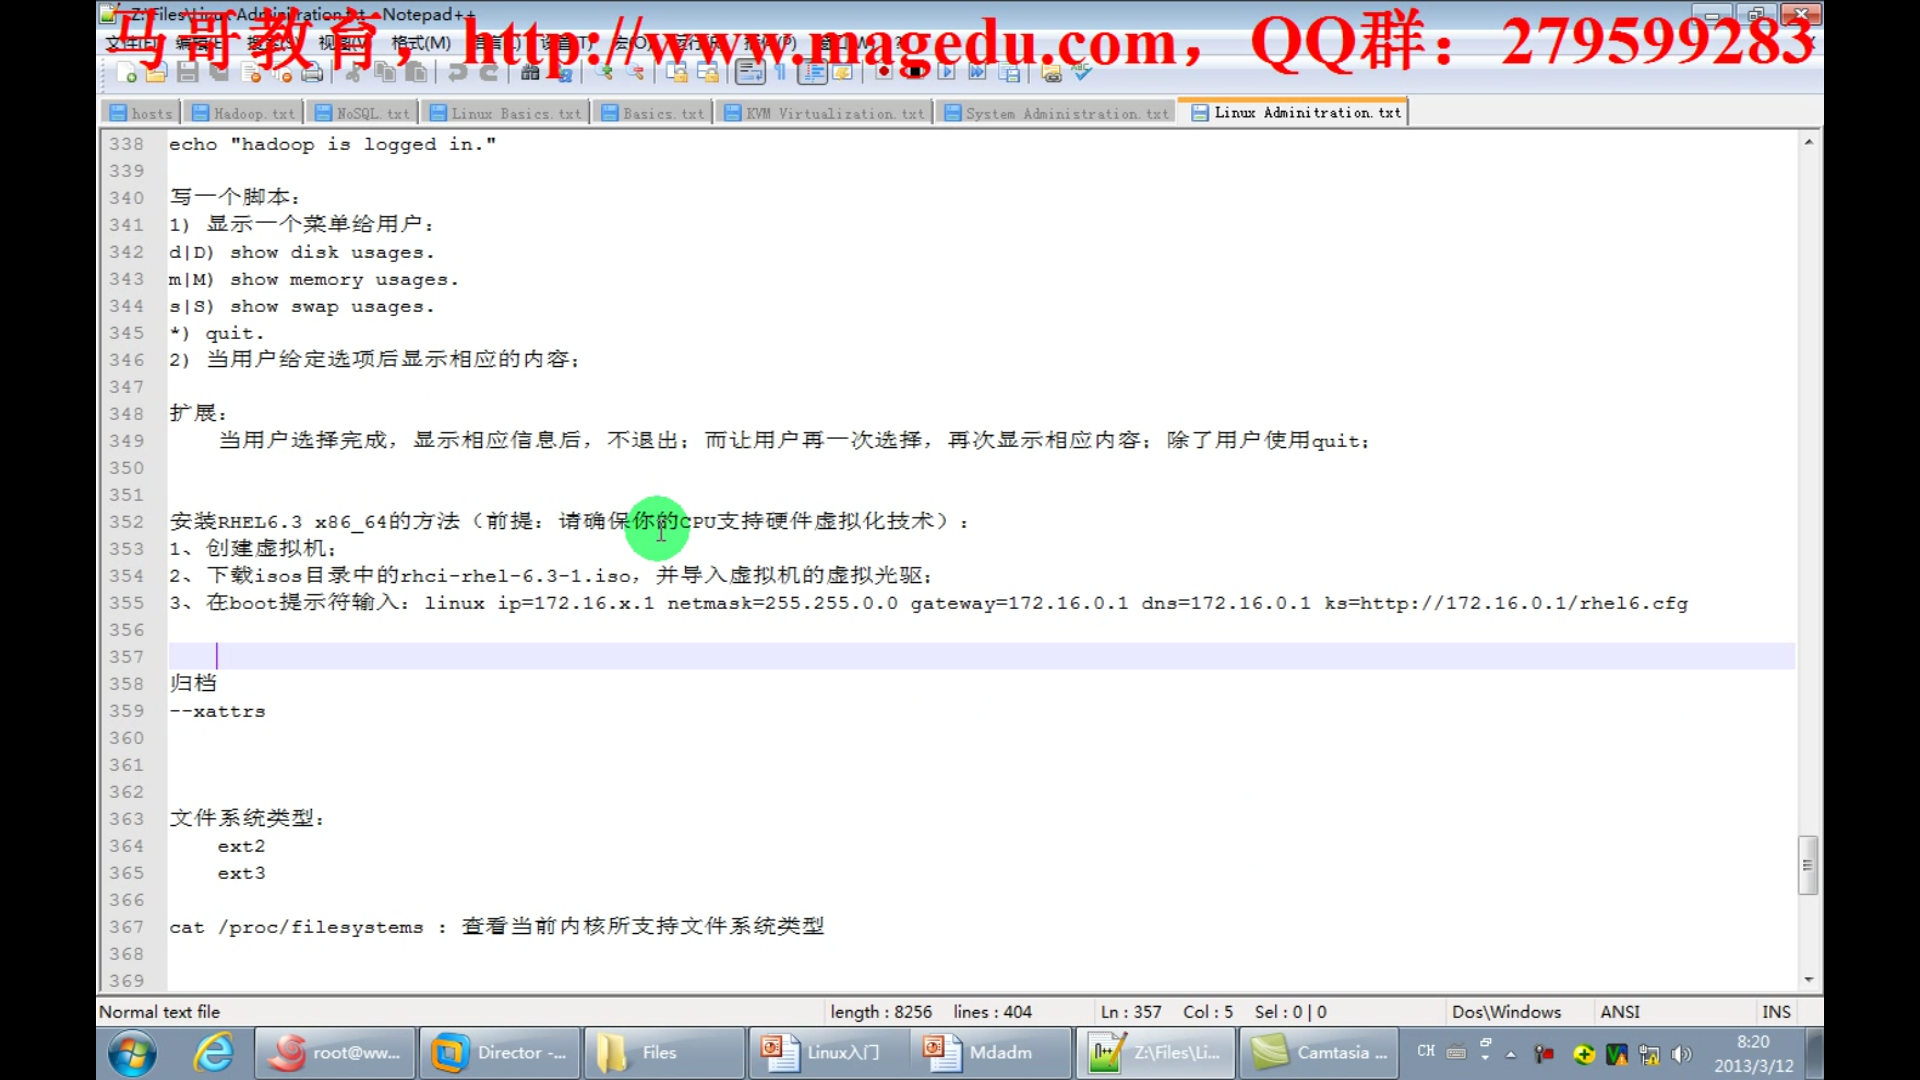 Z:\Files\Linux Adminitration.txt - Notepad++
马哥教育，http://www.magedu.com，QQ群：279599283
格式(M)
hosts Hadoop.txt NoSQL.txt Linux Basics.txt Basics.txt KVM Virtualization.txt System Administration.txt Linux Adminitration.txt
338 echo "hadoop is logged in."
339
340 写一个脚本：
341 1) 显示一个菜单给用户：
342 d|D) show disk usages.
343 m|M) show memory usages.
344 s|S) show swap usages.
345 *) quit.
346 2) 当用户给定选项后显示相应的内容；
347
348 扩展：
349 当用户选择完成，显示相应信息后，不退出；而让用户再一次选择，再次显示相应内容；除了用户使用quit；
350
351
352 安装RHEL6.3 x86_64的方法（前提：请确保你的CPU支持硬件虚拟化技术）：
353 1、创建虚拟机；
354 2、下载isos目录中的rhci-rhel-6.3-1.iso，并导入虚拟机的虚拟光驱；
355 3、在boot提示符输入：linux ip=172.16.x.1 netmask=255.255.0.0 gateway=172.16.0.1 dns=172.16.0.1 ks=http://172.16.0.1/rhel6.cfg
356
357
358 归档
359 --xattrs
360
361
362
363 文件系统类型：
364 ext2
365 ext3
366
367 cat /proc/filesystems : 查看当前内核所支持文件系统类型
368
369
Normal text file length : 8256 lines : 404 Ln : 357 Col : 5 Sel : 0 | 0 Dos\Windows ANSI INS
root@ww... Director -... Files Linux入门 Mdadm Z:\Files\Li... Camtasia ... CH 8:20
2013/3/12